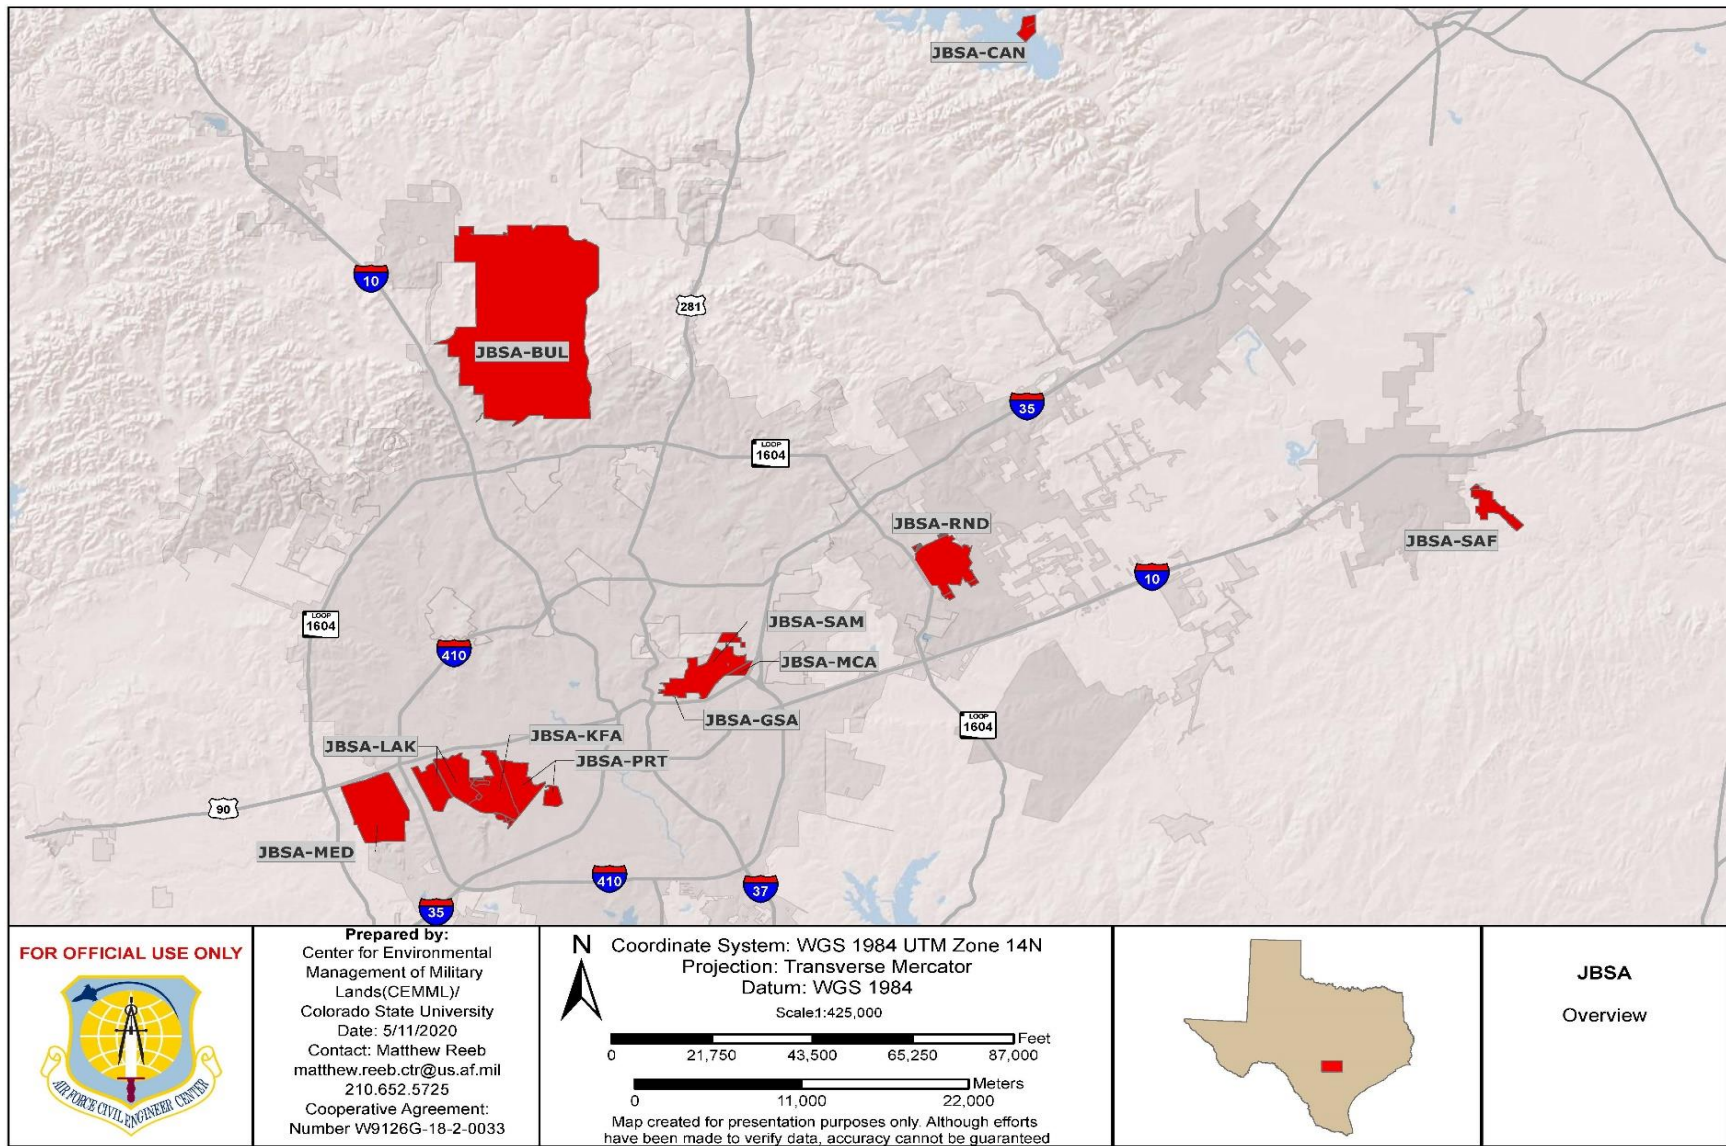 JBSA-CAN
10
281
JBSA-BUL
35
LOOP
1604
JBSA-RND
JBSA-SAF
10
LOOP
1604
JBSA-SAM
410
JBSA-MCA
JBSA-GSA
LOOP
1604
JBSA-KFA
JBSA-LAK
JBSA-PRT
90
JBSA-MED
410
37
35
FOR OFFICIAL USE ONLY
AIR FORCE CIVIL ENGINEER CENTER
Prepared by:
Center for Environmental
Management of Military
Lands(CEMML)/
Colorado State University
Date: 5/11/2020
Contact: Matthew Reeb
matthew.reeb.ctr@us.af.mil
210.652.5725
Cooperative Agreement:
Number W9126G-18-2-0033
N
Coordinate System: WGS 1984 UTM Zone 14N
Projection: Transverse Mercator
Datum: WGS 1984
Scale1:425,000
Feet
0 21,750 43,500 65,250 87,000
Meters
0 11,000 22,000
Map created for presentation purposes only. Although efforts
have been made to verify data, accuracy cannot be guaranteed
JBSA
Overview